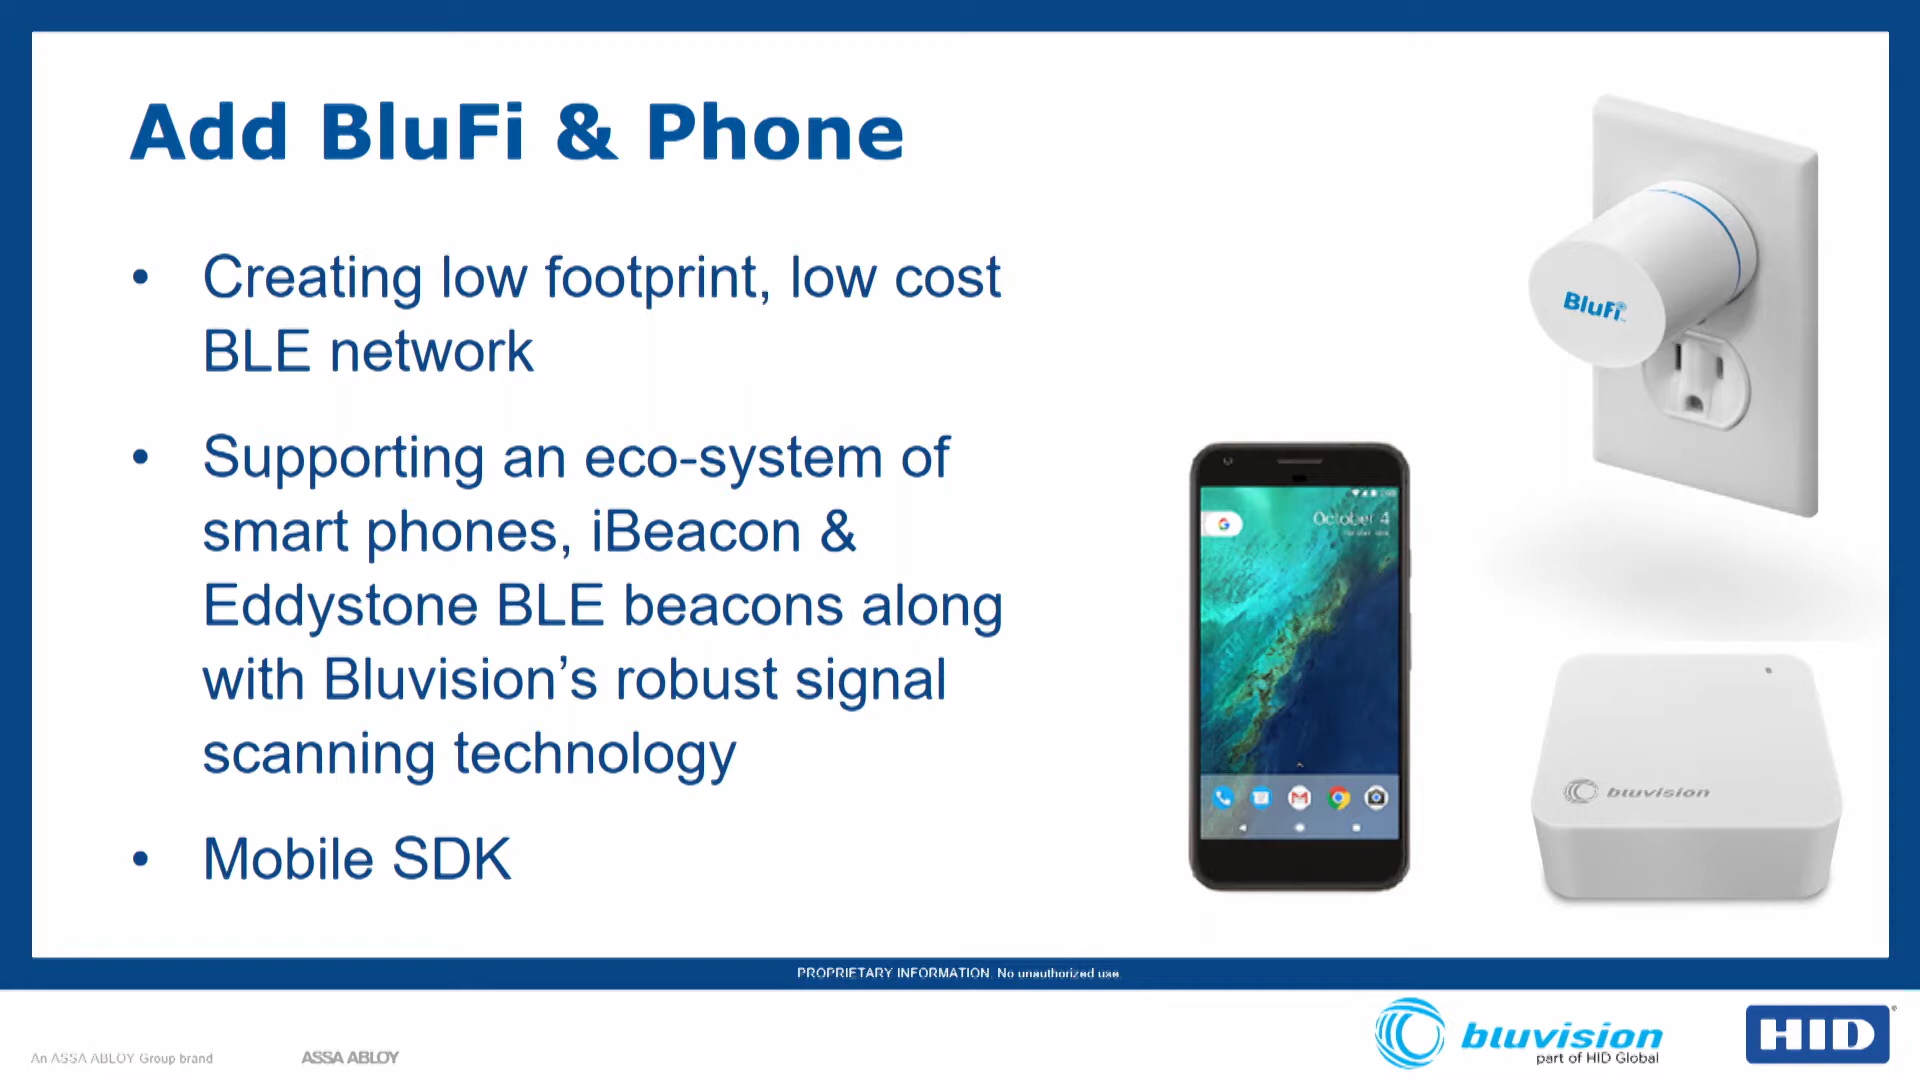 Add BluFi & Phone
• Creating low footprint, low cost
BLE network
• Supporting an eco-system of
smart phones, iBeacon &
Eddystone BLE beacons along
with Bluvision’s robust signal
scanning technology
• Mobile SDK
BluFi
October 4
bluvision
PROPRIETARY INFORMATION. No unauthorized use
An ASSA ABLOY Group brand
ASSA ABLOY
bluvision
part of HID Global
HID